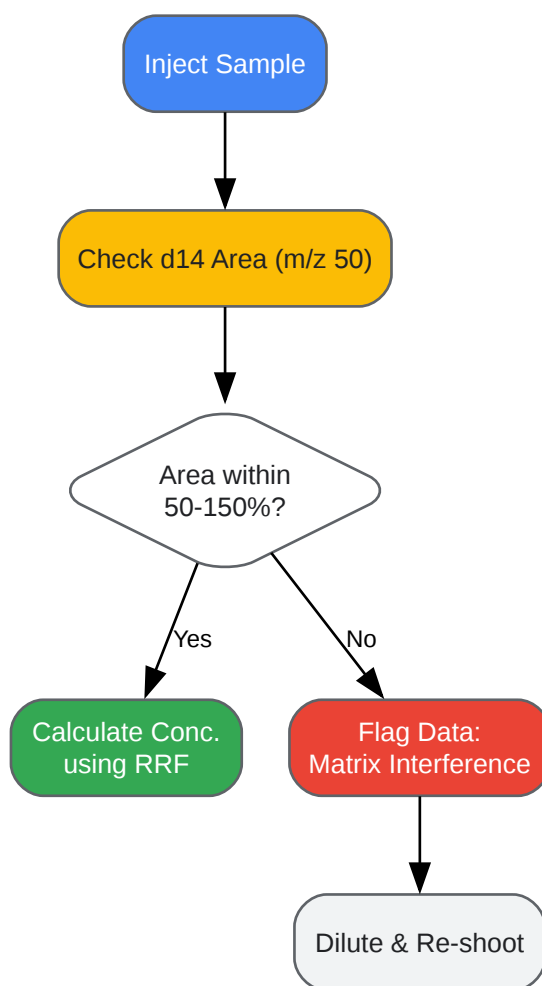 Inject Sample
Check d14 Area (m/z 50)
Area within
50-150%?
Yes
No
Calculate Conc.
using RRF
Flag Data:
Matrix Interference
Dilute & Re-shoot